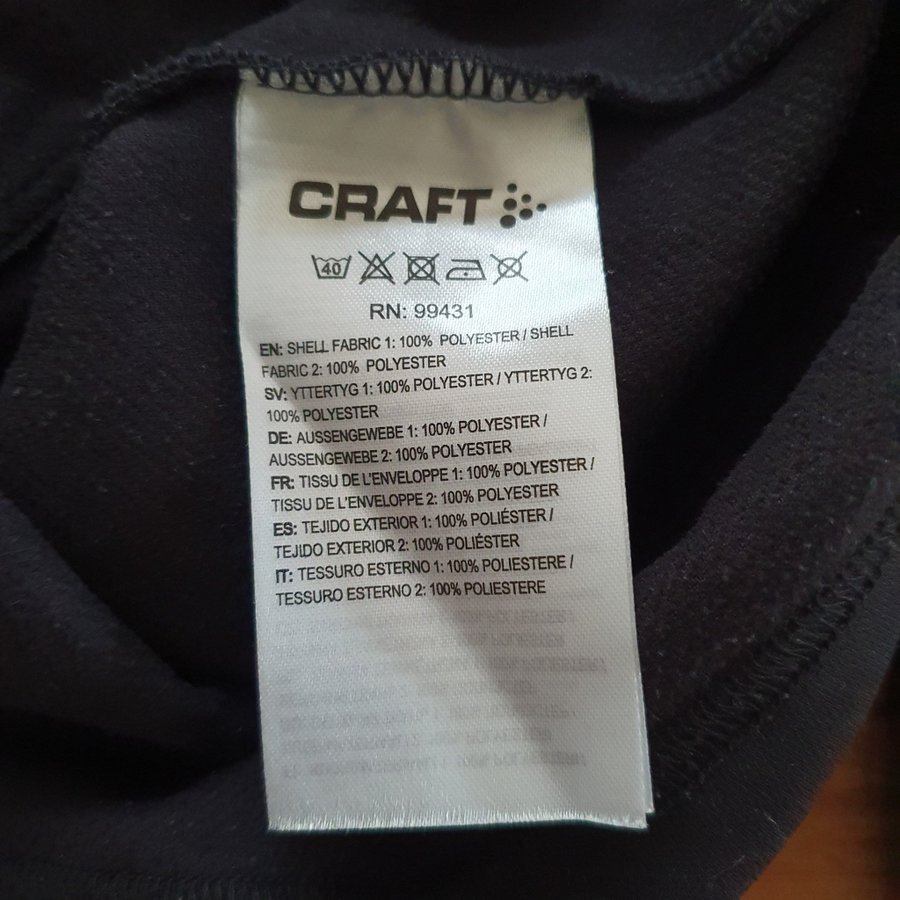 CRAFT
40
RN: 99431
EN: SHELL FABRIC 1: 100% POLYESTER / SHELL
FABRIC 2: 100% POLYESTER
SV: YTTERTYG 1: 100% POLYESTER / YTTERTYG 2:
100% POLYESTER
DE: AUSSENGEWEBE 1: 100% POLYESTER /
AUSSENGEWEBE 2: 100% POLYESTER
FR: TISSU DE L'ENVELOPPE 1: 100% POLYESTER /
TISSU DE L'ENVELOPPE 2: 100% POLYESTER
ES: TEJIDO EXTERIOR 1: 100% POLIÉSTER /
TEJIDO EXTERIOR 2: 100% POLIÉSTER
IT: TESSURO ESTERNO 1: 100% POLIESTERE /
TESSURO ESTERNO 2: 100% POLIESTERE